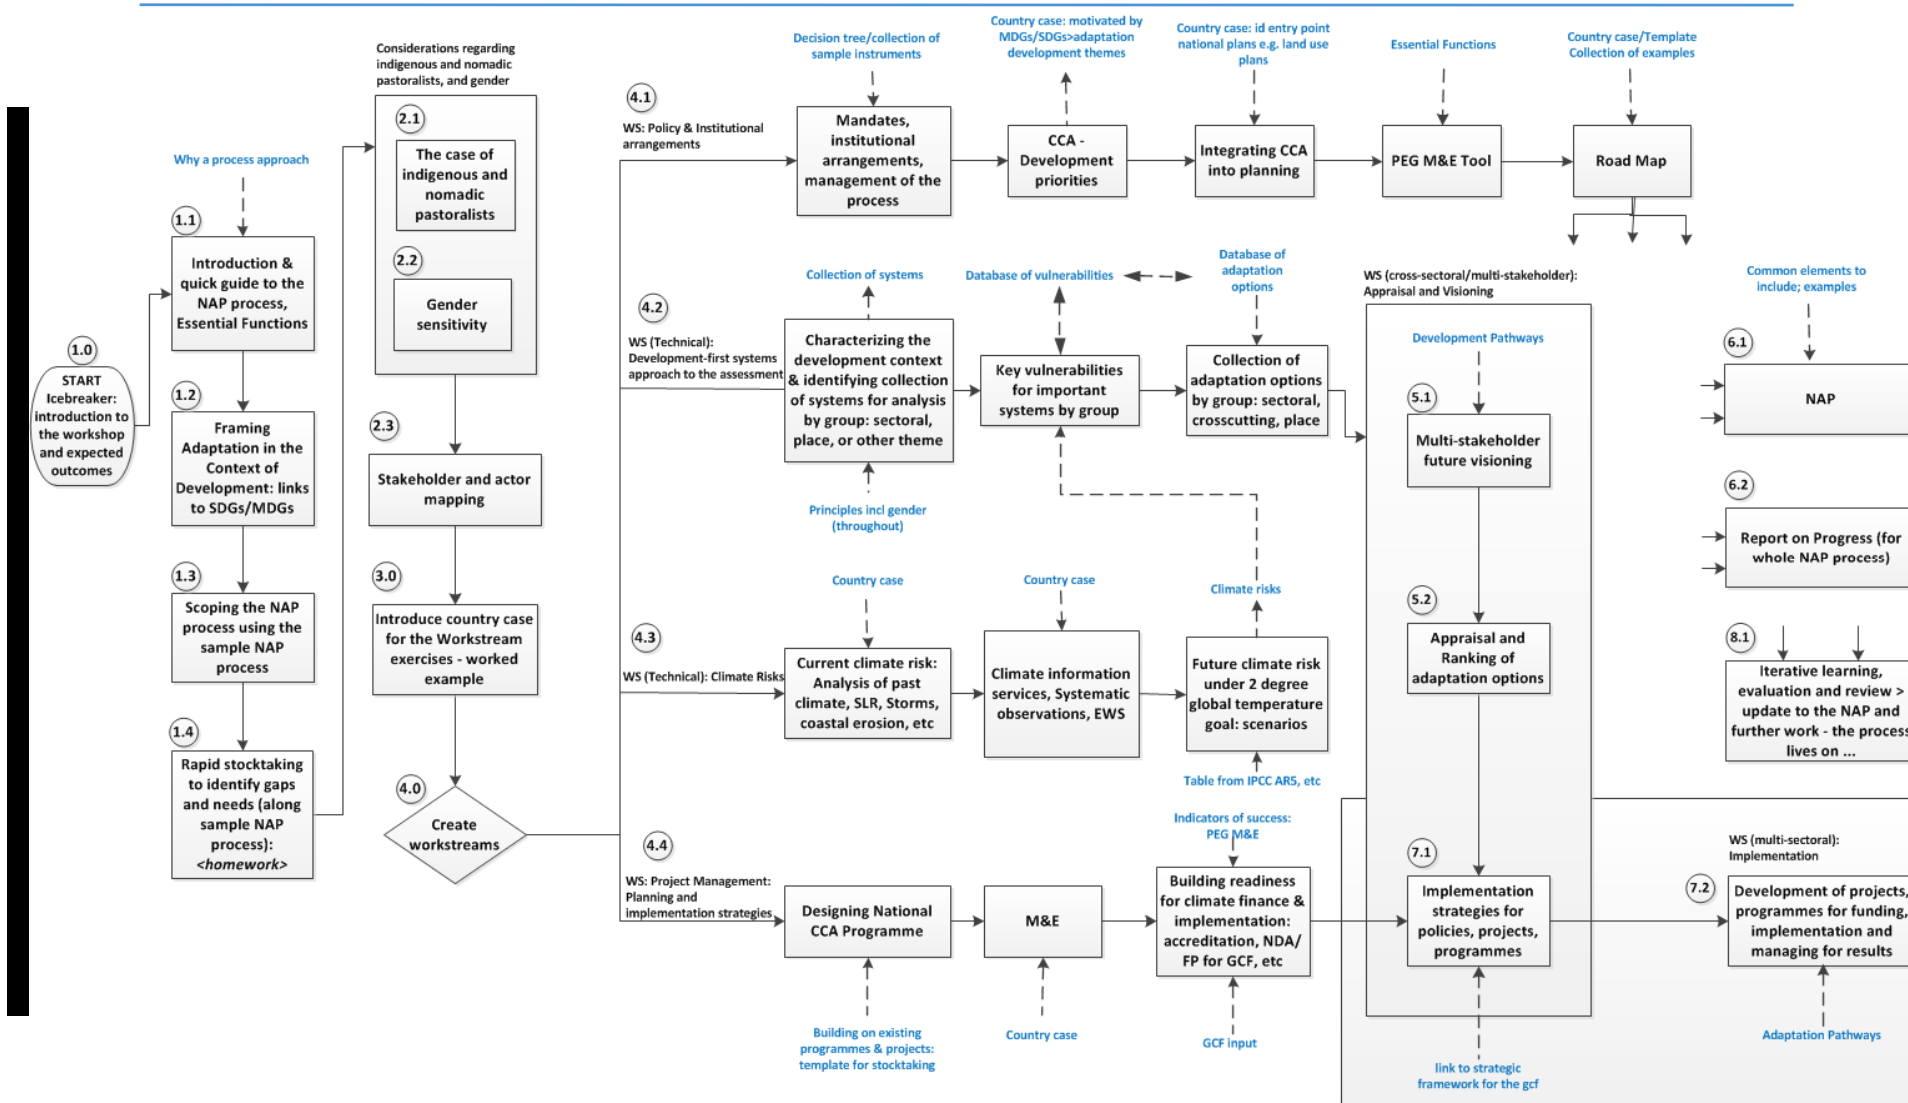 Considerations regarding
indigenous and nomadic
pastoralists, and gender
Decision tree/collection of
sample instruments
Country case: motivated by
MDGs/SDGs>adaptation
development themes
Country case: id entry point
national plans e.g. land use
plans
Essential Functions
Country case/Template
Collection of examples
1.0
START
Icebreaker:
introduction to
the workshop
and expected
outcomes
Why a process approach
1.1
Introduction &
quick guide to the
NAP process,
Essential Functions
1.2
Framing
Adaptation in the
Context of
Development: links
to SDGs/MDGs
1.3
Scoping the NAP
process using the
sample NAP
process
1.4
Rapid stocktaking
to identify gaps
and needs (along
sample NAP
process):
<homework>
2.1
The case of
indigenous and
nomadic
pastoralists
2.2
Gender
sensitivity
2.3
Stakeholder and actor
mapping
3.0
Introduce country case
for the Workstream
exercises - worked
example
4.0
Create
workstreams
4.1
WS: Policy & Institutional
arrangements
Mandates,
institutional
arrangements,
management of the
process
CCA -
Development
priorities
Integrating CCA
into planning
PEG M&E Tool
Road Map
4.2
WS (Technical):
Development-first systems
approach to the assessment
Collection of systems
Characterizing the
development context
& identifying collection
of systems for analysis
by group: sectoral,
place, or other theme
Principles incl gender
(throughout)
Database of vulnerabilities
Key vulnerabilities
for important
systems by group
Database of
adaptation
options
Collection of
adaptation options
by group: sectoral,
crosscutting, place
4.3
WS (Technical): Climate Risks
Country case
Current climate risk:
Analysis of past
climate, SLR, Storms,
coastal erosion, etc
Country case
Climate information
services, Systematic
observations, EWS
Climate risks
Future climate risk
under 2 degree
global temperature
goal: scenarios
Table from IPCC AR5, etc
4.4
WS: Project Management:
Planning and
implementation strategies
Designing National
CCA Programme
Building on existing
programmes & projects:
template for stocktaking
M&E
Country case
Indicators of success:
PEG M&E
Building readiness
for climate finance &
implementation:
accreditation, NDA/
FP for GCF, etc
GCF input
WS (cross-sectoral/multi-stakeholder):
Appraisal and Visioning
Development Pathways
5.1
Multi-stakeholder
future visioning
5.2
Appraisal and
Ranking of
adaptation options
7.1
Implementation
strategies for
policies, projects,
programmes
link to strategic
framework for the gcf
Common elements to
include; examples
6.1
NAP
6.2
Report on Progress (for
whole NAP process)
8.1
Iterative learning,
evaluation and review >
update to the NAP and
further work - the process
lives on ...
WS (multi-sectoral):
Implementation
7.2
Development of projects,
programmes for funding,
implementation and
managing for results
Adaptation Pathways